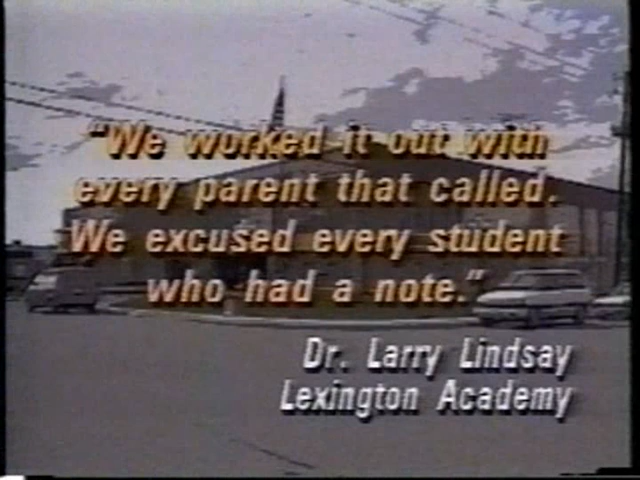 "We worked it out with
every parent that called.
We excused every student
who had a note."
Dr. Larry Lindsay
Lexington Academy